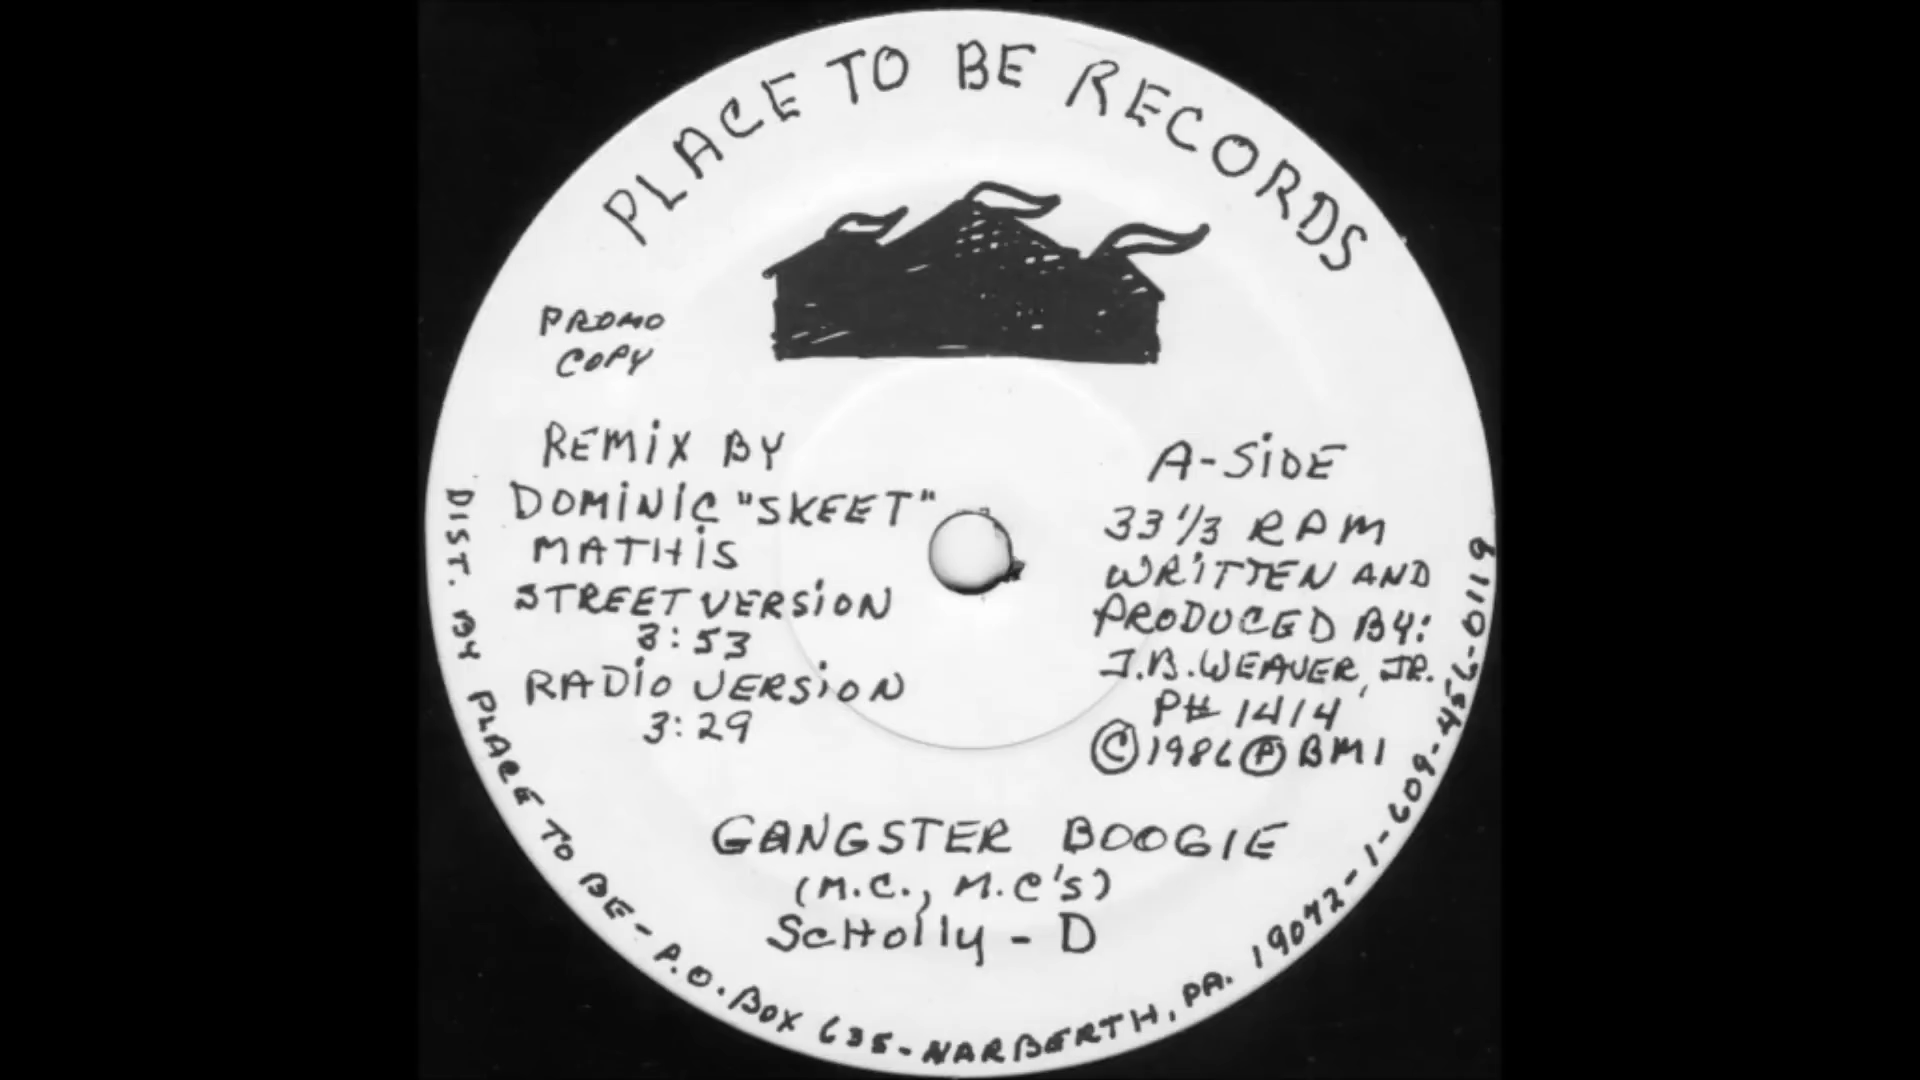 PLACE TO BE RECORDS
PROMO
COPY
REMIX BY
DOMINIC "SKEET"
MATHIS
STREET VERSION
3:53
RADIO VERSION
3:29
A-SIDE
33 1/3 RPM
WRITTEN AND
PRODUCED BY:
J.B. WEAVER, JR.
P# 1414
©1986 ℗ BMI
GANGSTER BOOGIE
(M.C., M.C'S)
ScHolly - D
DIST. BY PLACE TO BE - P.O. BOX 635 - NARBERTH, PA. 19072 - 1-609-456-0119